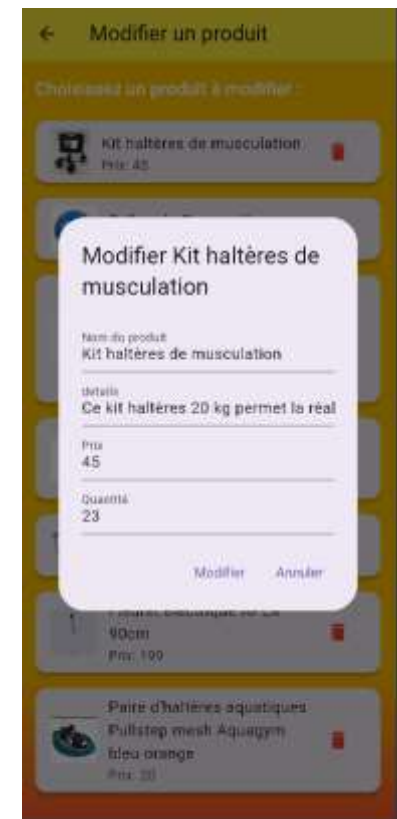 Modifier un produit
Choisissez un produit à modifier :
Kit haltères de musculation
Prix: 45
Modifier Kit haltères de
musculation
Nom du produit
Kit haltères de musculation
details
Ce kit haltères 20 kg permet la réal
Prix
45
Quantité
23
Modifier Annuler
90cm
Prix: 199
Paire d'haltères aquatiques
Pullstep mesh Aquagym
bleu orange
Prix: 20